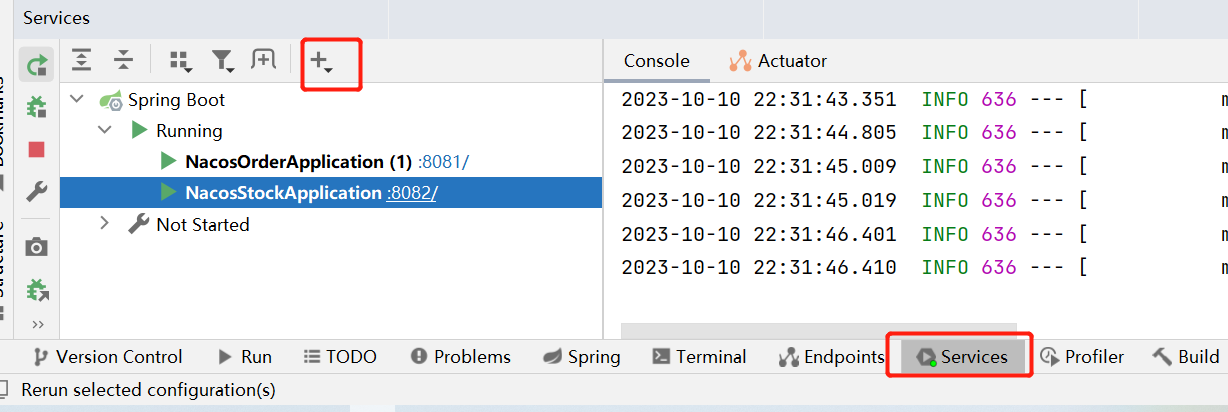 Services
Console Actuator
Spring Boot
Running
NacosOrderApplication (1) :8081/
NacosStockApplication :8082/
Not Started
2023-10-10 22:31:43.351 INFO 636 --- [ m
2023-10-10 22:31:44.805 INFO 636 --- [ m
2023-10-10 22:31:45.009 INFO 636 --- [ m
2023-10-10 22:31:45.019 INFO 636 --- [ m
2023-10-10 22:31:46.401 INFO 636 --- [ m
2023-10-10 22:31:46.410 INFO 636 --- [ m
Structure
Version Control Run TODO Problems Spring Terminal Endpoints Services Profiler Build
Rerun selected configuration(s)